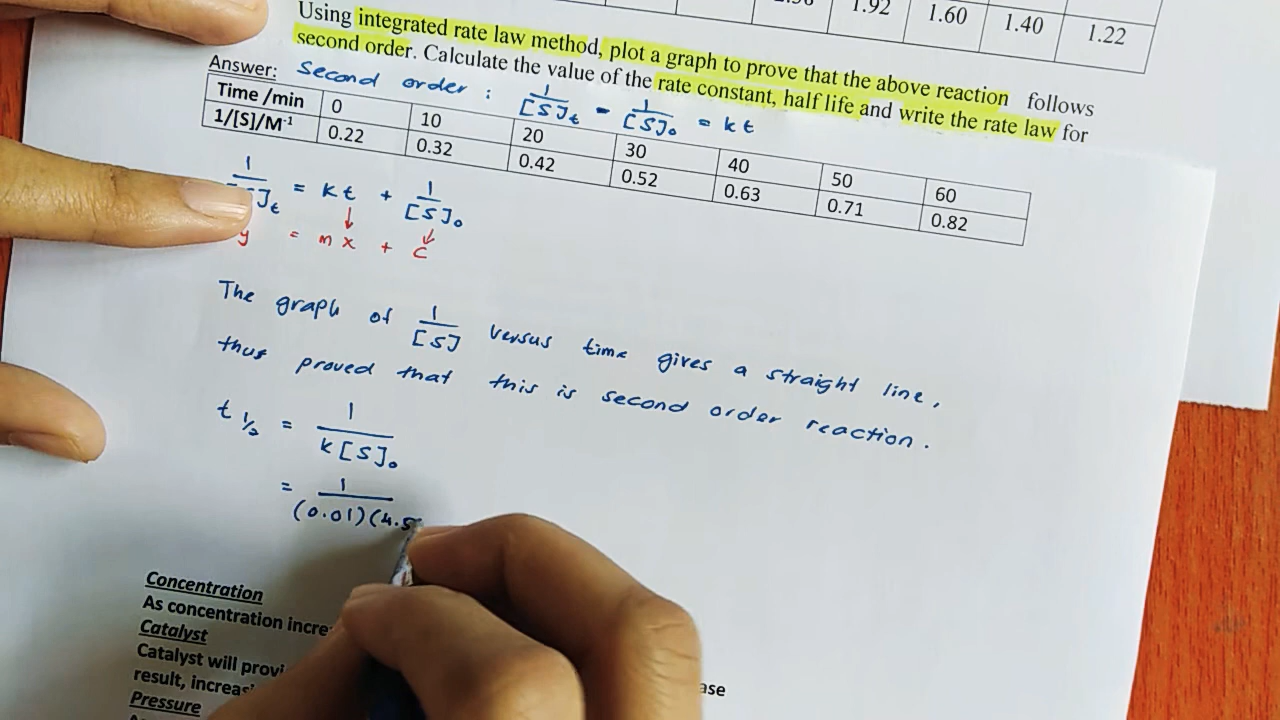 1.92 1.60 1.40 1.22
Using integrated rate law method, plot a graph to prove that the above reaction follows
second order. Calculate the value of the rate constant, half life and write the rate law for
Answer: Second order : 1/[S]t - 1/[S]0 = kt
Time /min 0 10 20 30 40 50 60
1/[S]/M⁻¹ 0.22 0.32 0.42 0.52 0.63 0.71 0.82
1/[S]t = kt + 1/[S]0
↓ ↓
y = mx + c
The graph of 1/[S] versus time gives a straight line,
thus proved that this is second order reaction.
t 1/2 = 1/k[S]0
= 1/(0.01)(4.5
Concentration
As concentration incre
Catalyst
Catalyst will provi
result, increas ase
Pressure